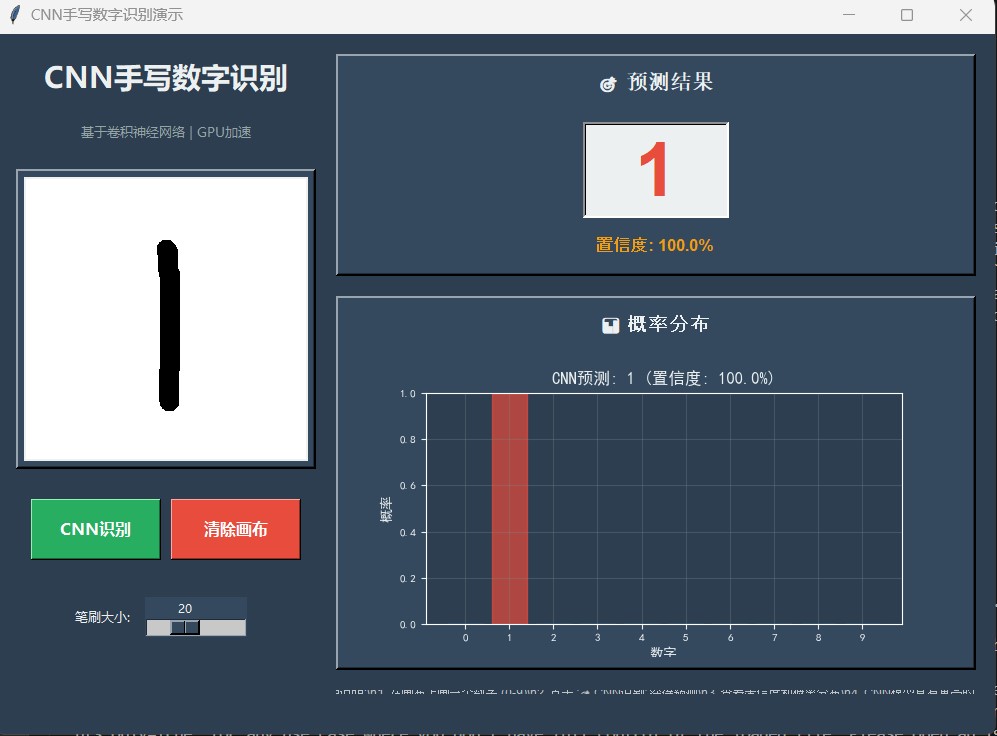 CNN手写数字识别演示
CNN手写数字识别
基于卷积神经网络 | GPU加速
1
CNN识别
清除画布
笔刷大小:
20
预测结果
1
置信度: 100.0%
概率分布
CNN预测: 1 (置信度: 100.0%)
概率
1.0
0.8
0.6
0.4
0.2
0.0
0 1 2 3 4 5 6 7 8 9
数字